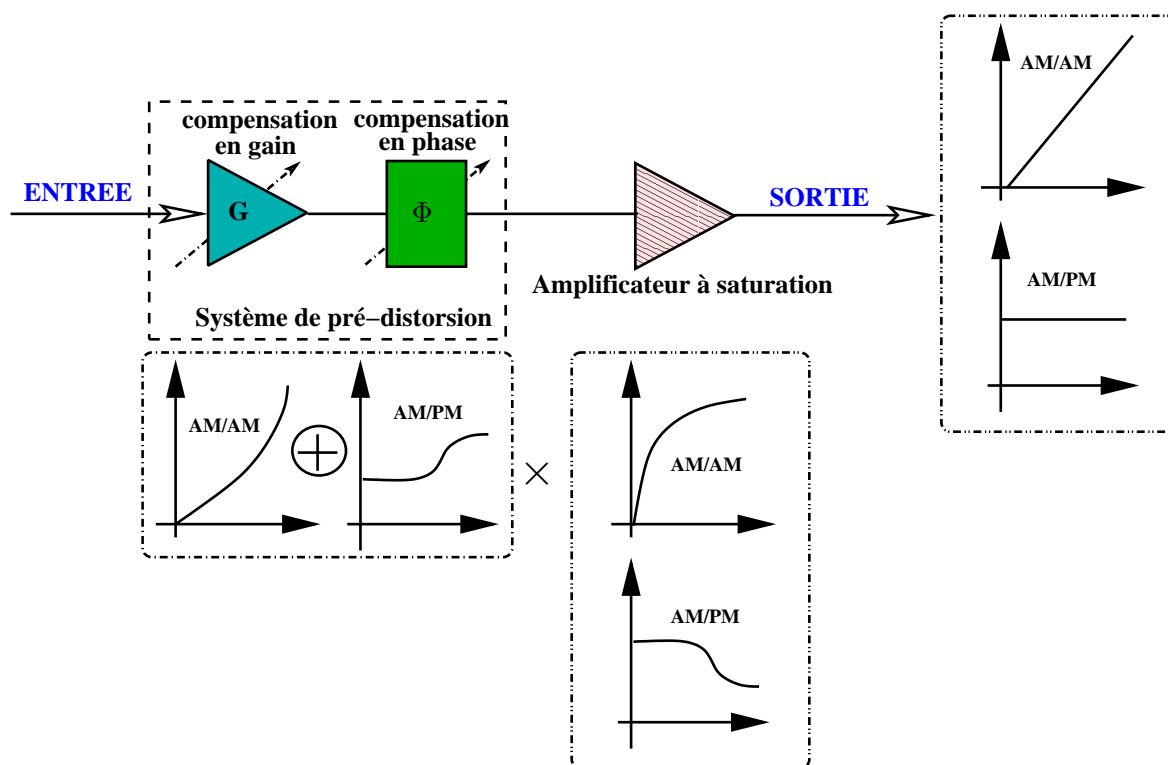 AM/AM
compensation
en gain
compensation
en phase
ENTREE
G
Φ
SORTIE
AM/PM
Amplificateur à saturation
Système de pré−distorsion
AM/AM
AM/PM
AM/AM
AM/PM